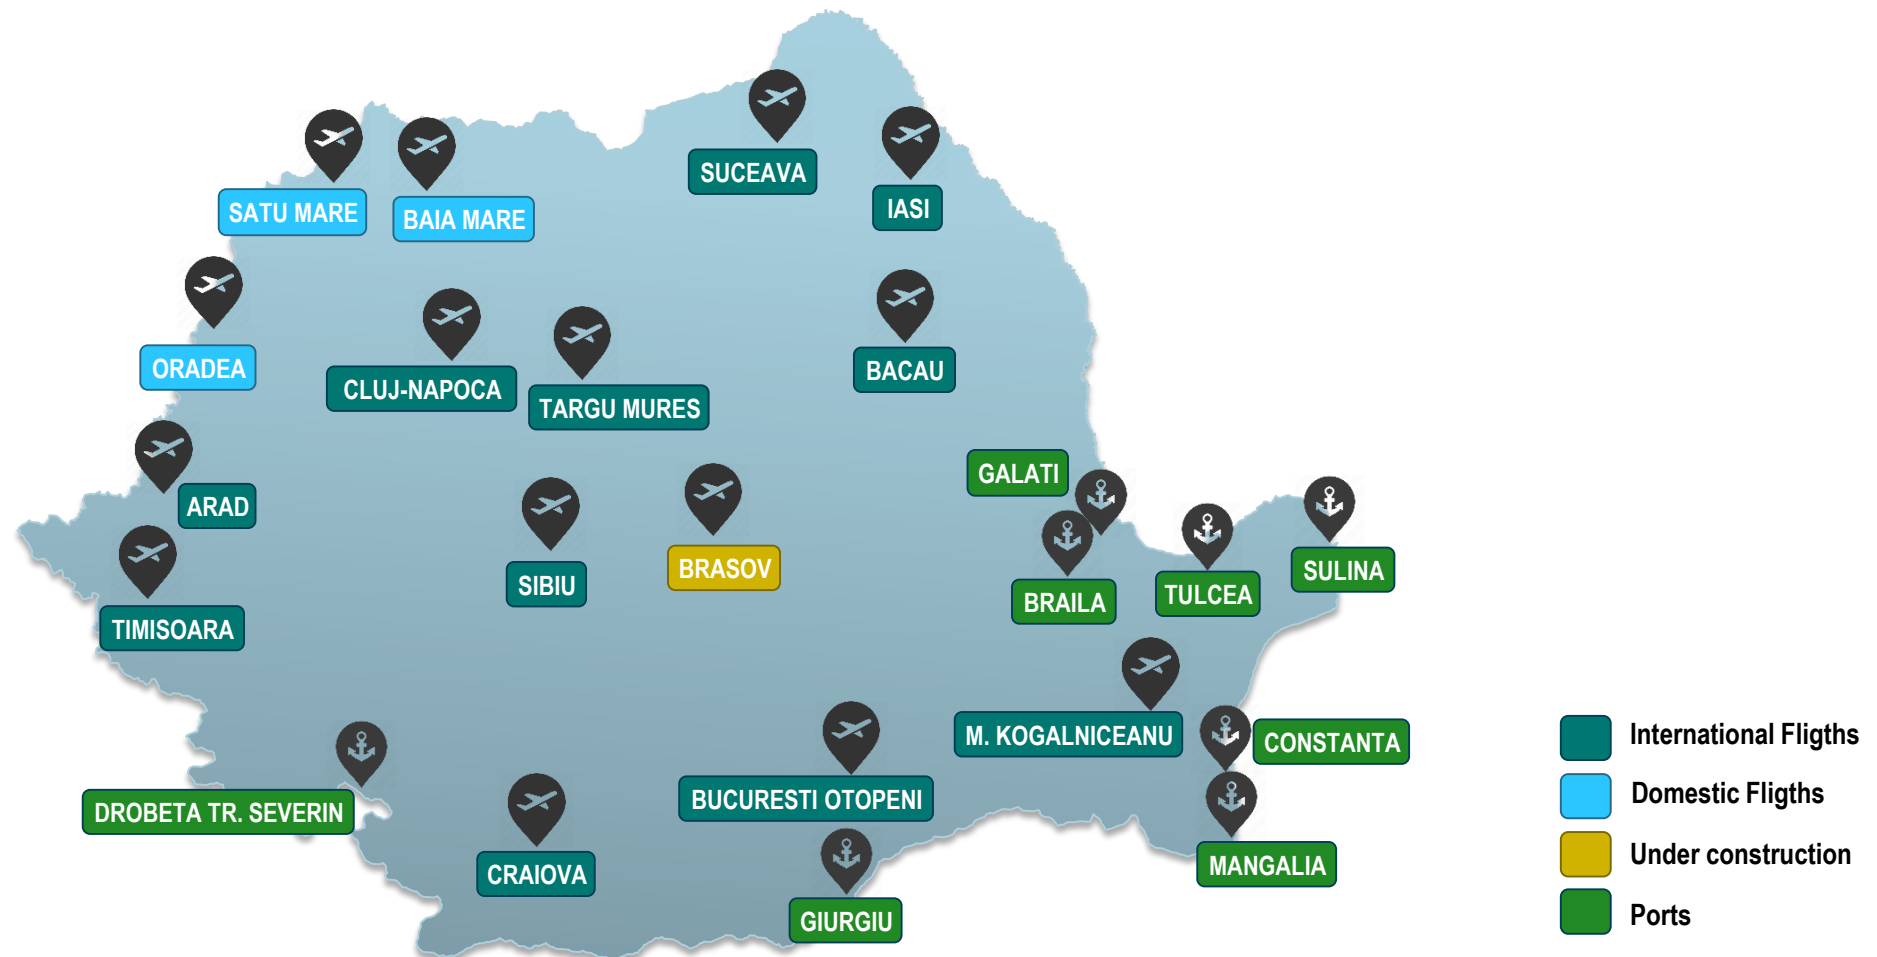 SUCEAVA
IASI
SATU MARE
BAIA MARE
ORADEA
CLUJ-NAPOCA
TARGU MURES
BACAU
GALATI
ARAD
SIBIU
BRASOV
BRAILA
TULCEA
SULINA
TIMISOARA
M. KOGALNICEANU
CONSTANTA
DROBETA TR. SEVERIN
BUCURESTI OTOPENI
CRAIOVA
MANGALIA
GIURGIU
International Fligths
Domestic Fligths
Under construction
Ports